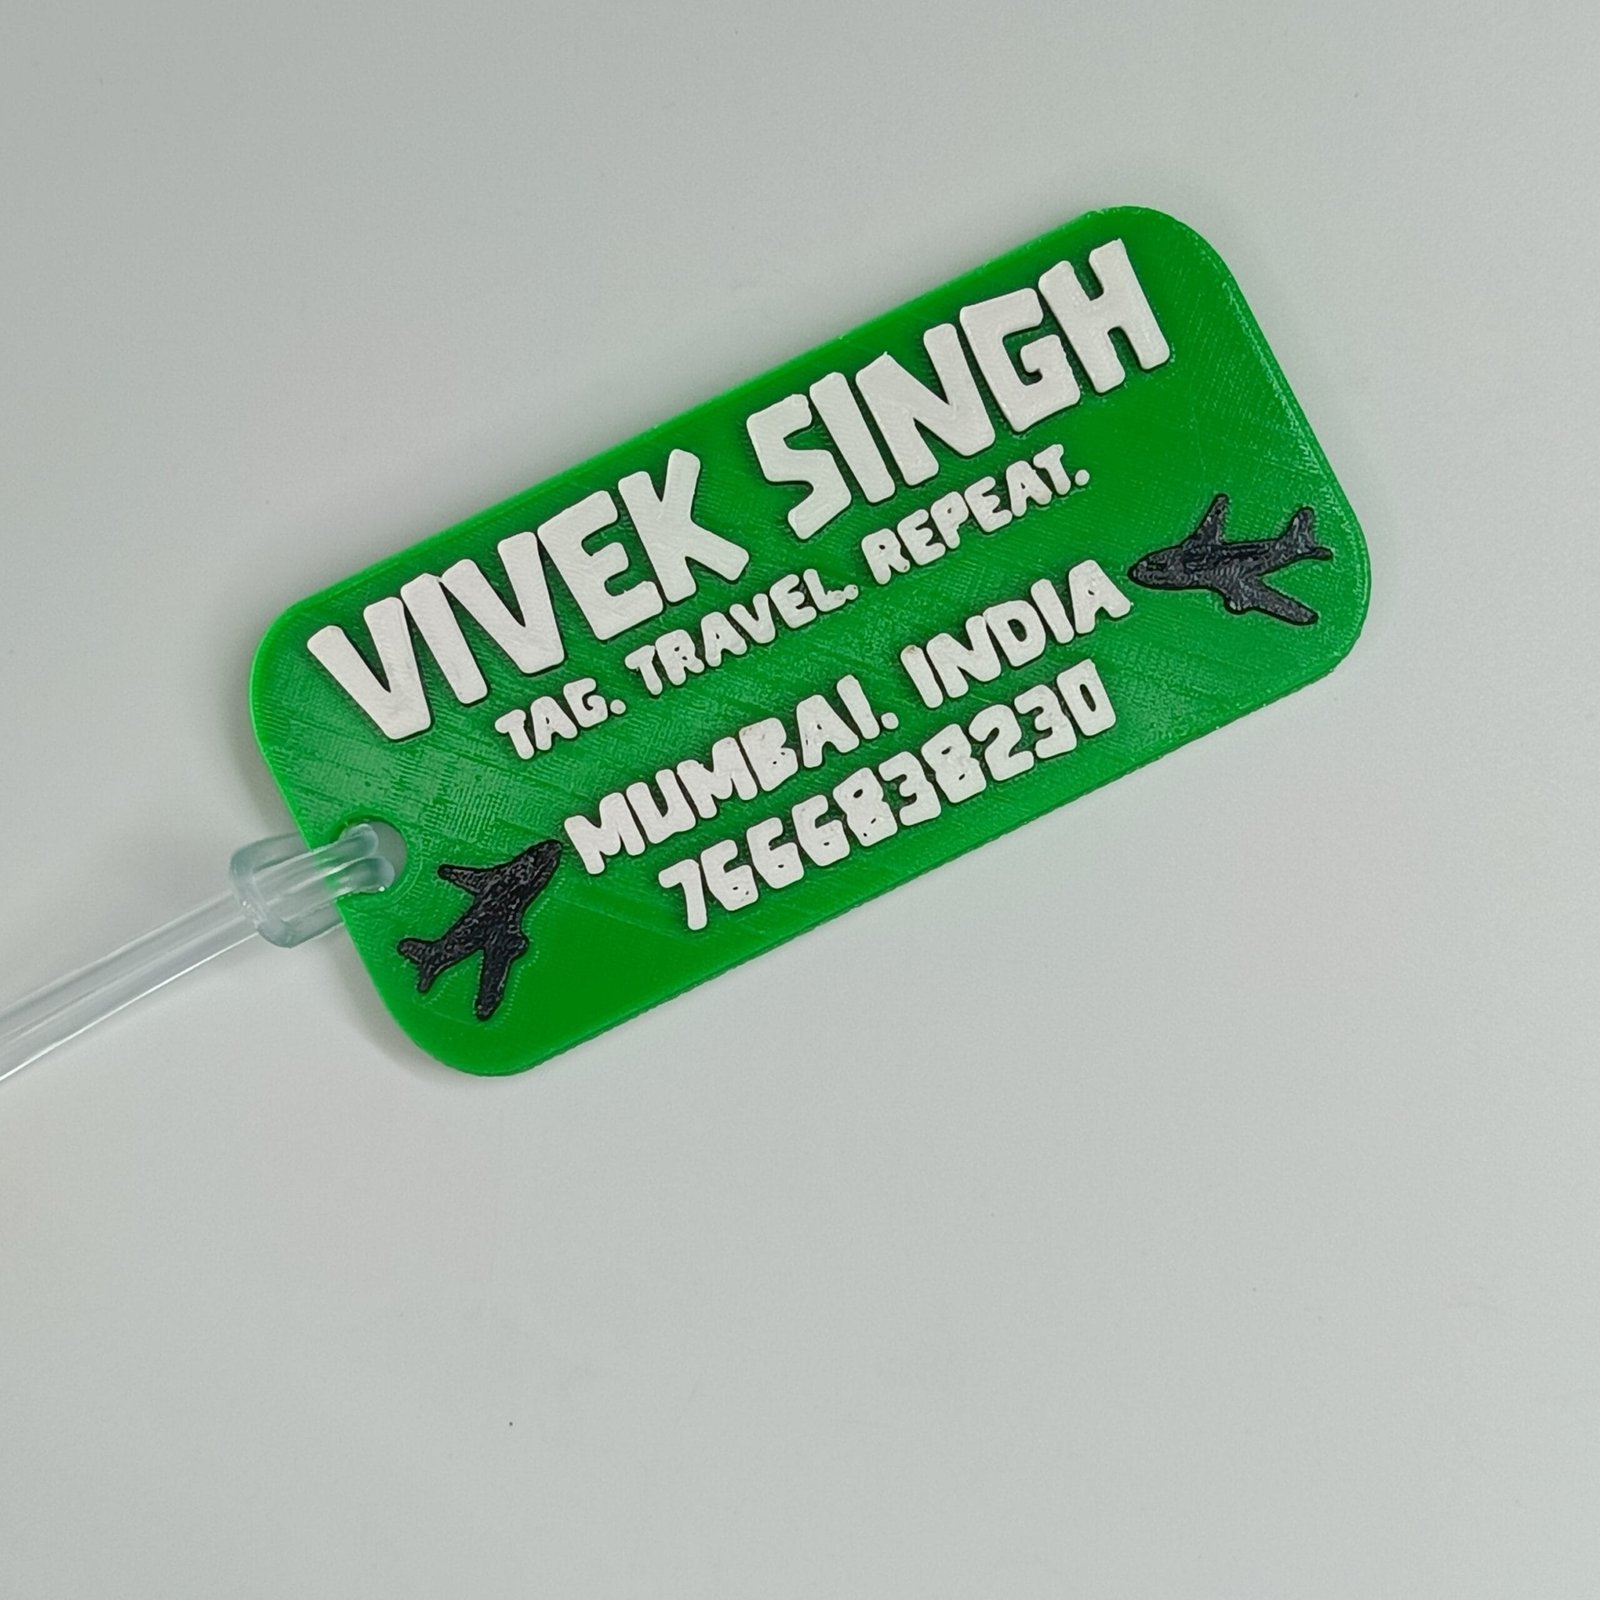 VIVEK SINGH
TAG. TRAVEL. REPEAT.
MUMBAI. INDIA
7666838230